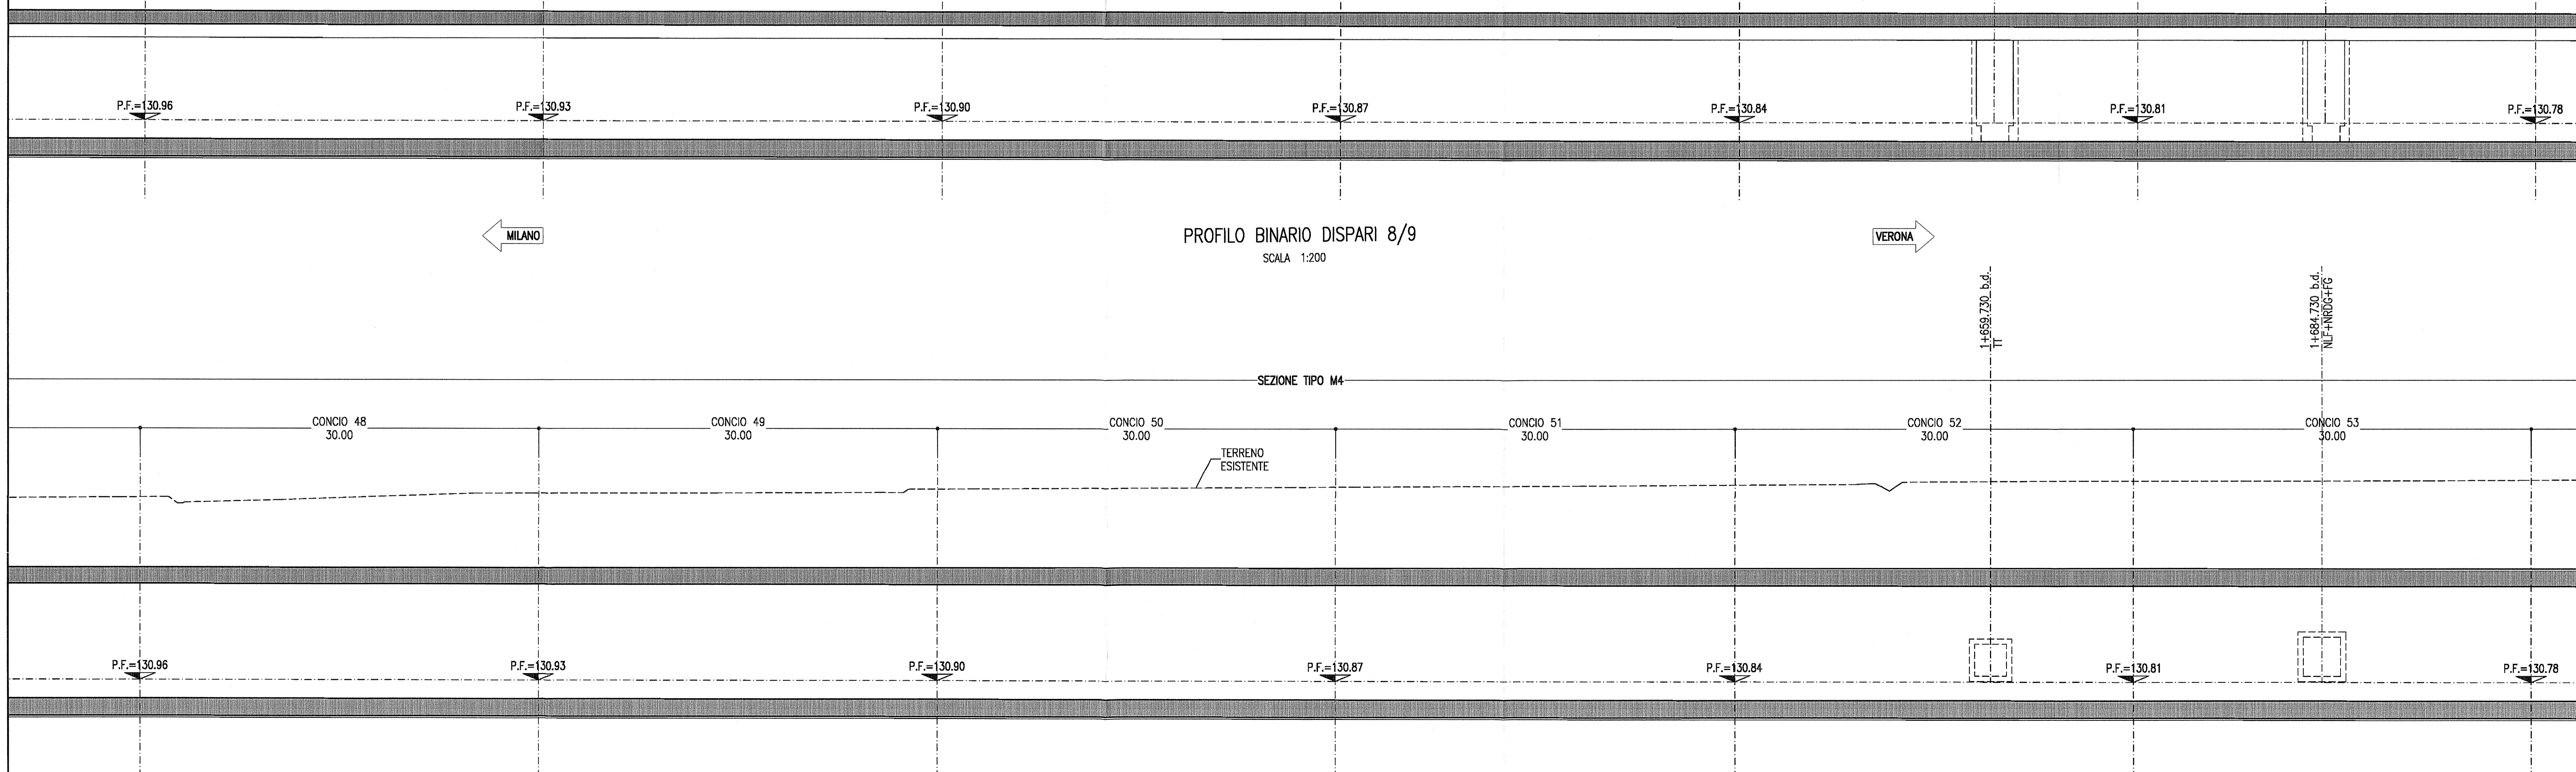 P.F.=130.96
P.F.=130.93
P.F.=130.90
P.F.=130.87
P.F.=130.84
P.F.=130.81
P.F.=130.78
MILANO
PROFILO BINARIO DISPARI 8/9
SCALA 1:200
VERONA
1+659.730 b.d.
TT
1+684.730 b.d.
NLF+NRDG+FG
SEZIONE TIPO M4
CONCIO 48
30.00
CONCIO 49
30.00
CONCIO 50
30.00
CONCIO 51
30.00
CONCIO 52
30.00
CONCIO 53
30.00
TERRENO
ESISTENTE
P.F.=130.96
P.F.=130.93
P.F.=130.90
P.F.=130.87
P.F.=130.84
P.F.=130.81
P.F.=130.78